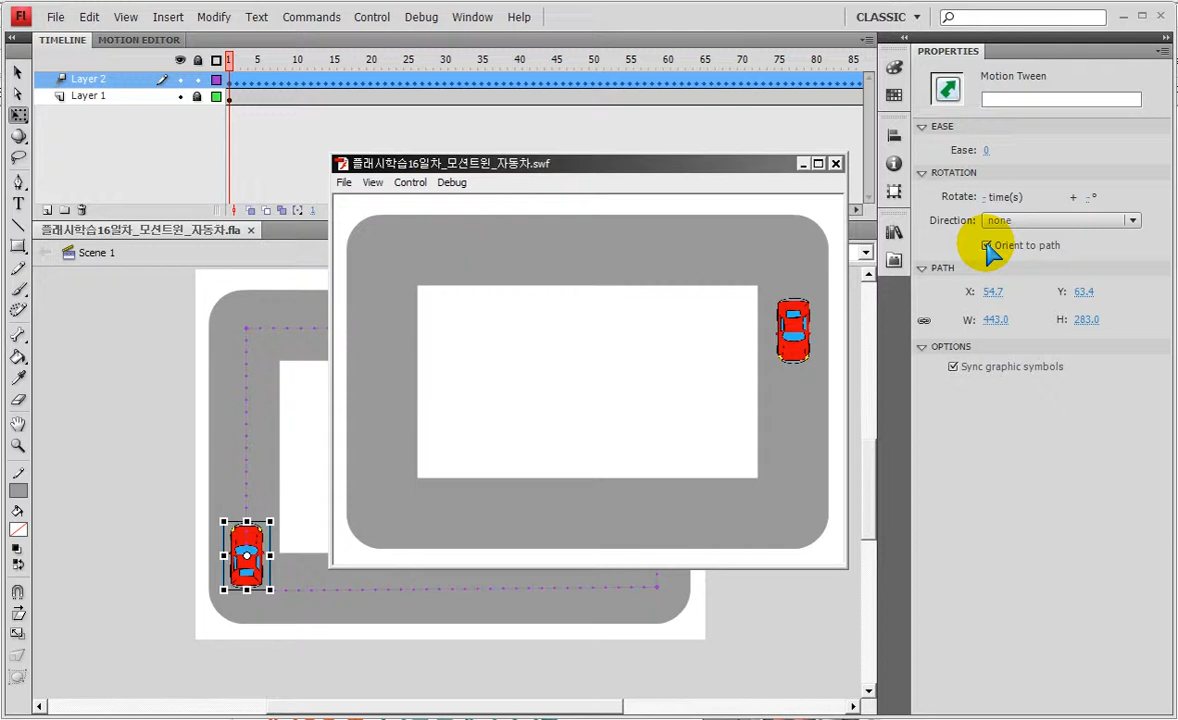 Fl File Edit View Insert Modify Text Commands Control Debug Window Help CLASSIC
TIMELINE MOTION EDITOR
1 5 10 15 20 25 30 35 40 45 50 55 60 65 70 75 80 85
Layer 2
Layer 1
1
플래시학습16일차_모션트윈_자동차.fla
Scene 1
플래시학습16일차_모션트윈_자동차.swf
File View Control Debug
PROPERTIES
Motion Tween
EASE
Ease: 0
ROTATION
Rotate: - time(s) + - °
Direction: none
Orient to path
PATH
X: 54.7 Y: 63.4
W: 443.0 H: 283.0
OPTIONS
Sync graphic symbols